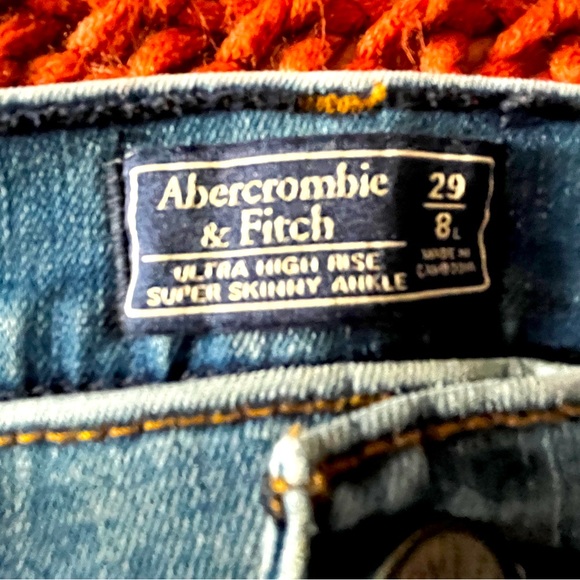 Abercrombie
& Fitch
ULTRA HIGH RISE
SUPER SKINNY ANKLE
29
8L
MADE IN
CAMBODIA